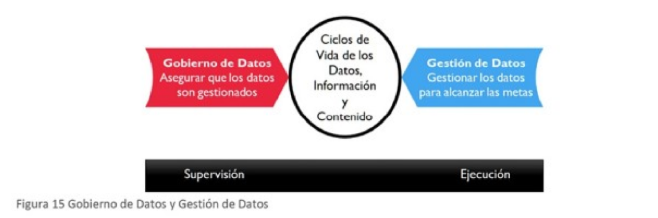 Gobierno de Datos
Asegurar que los datos
son gestionados
Ciclos de
Vida de los
Datos,
Información
y
Contenido
Gestión de Datos
Gestionar los datos
para alcanzar las metas
Supervisión
Ejecución
Figura 15 Gobierno de Datos y Gestión de Datos